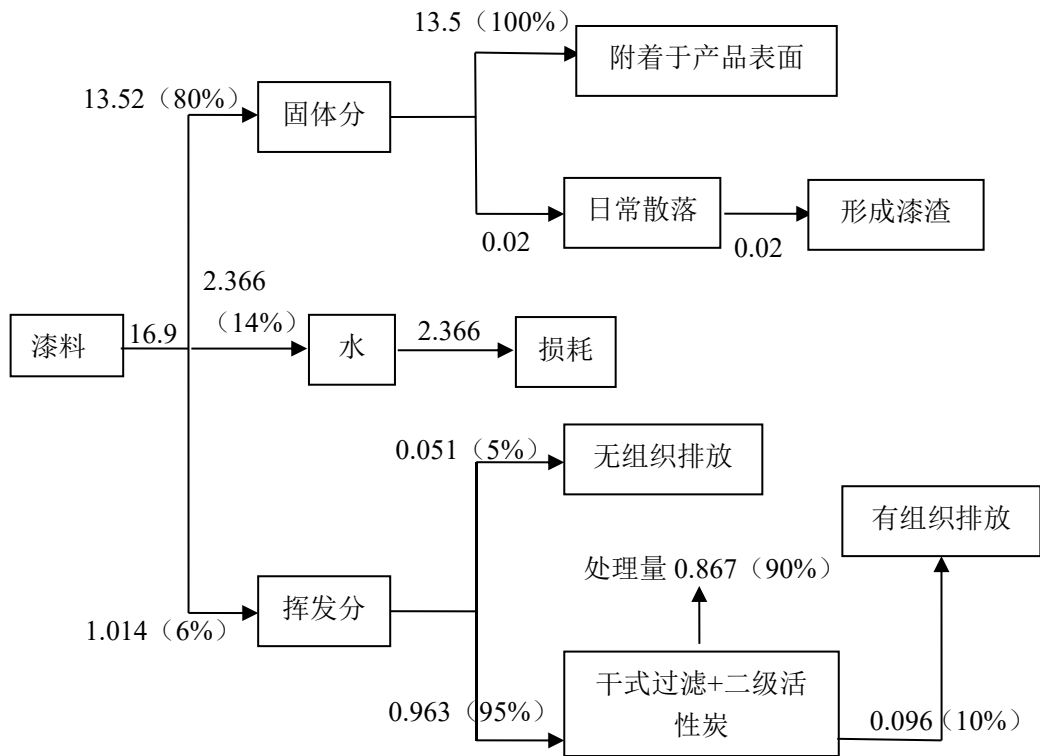 13.5（100%）
附着于产品表面
13.52（80%）
固体分
日常散落
形成漆渣
0.02
0.02
2.366
（14%）
漆料
16.9
水
2.366
损耗
0.051（5%）
无组织排放
有组织排放
处理量 0.867（90%）
挥发分
1.014（6%）
干式过滤+二级活
性炭
0.963（95%）
0.096（10%）